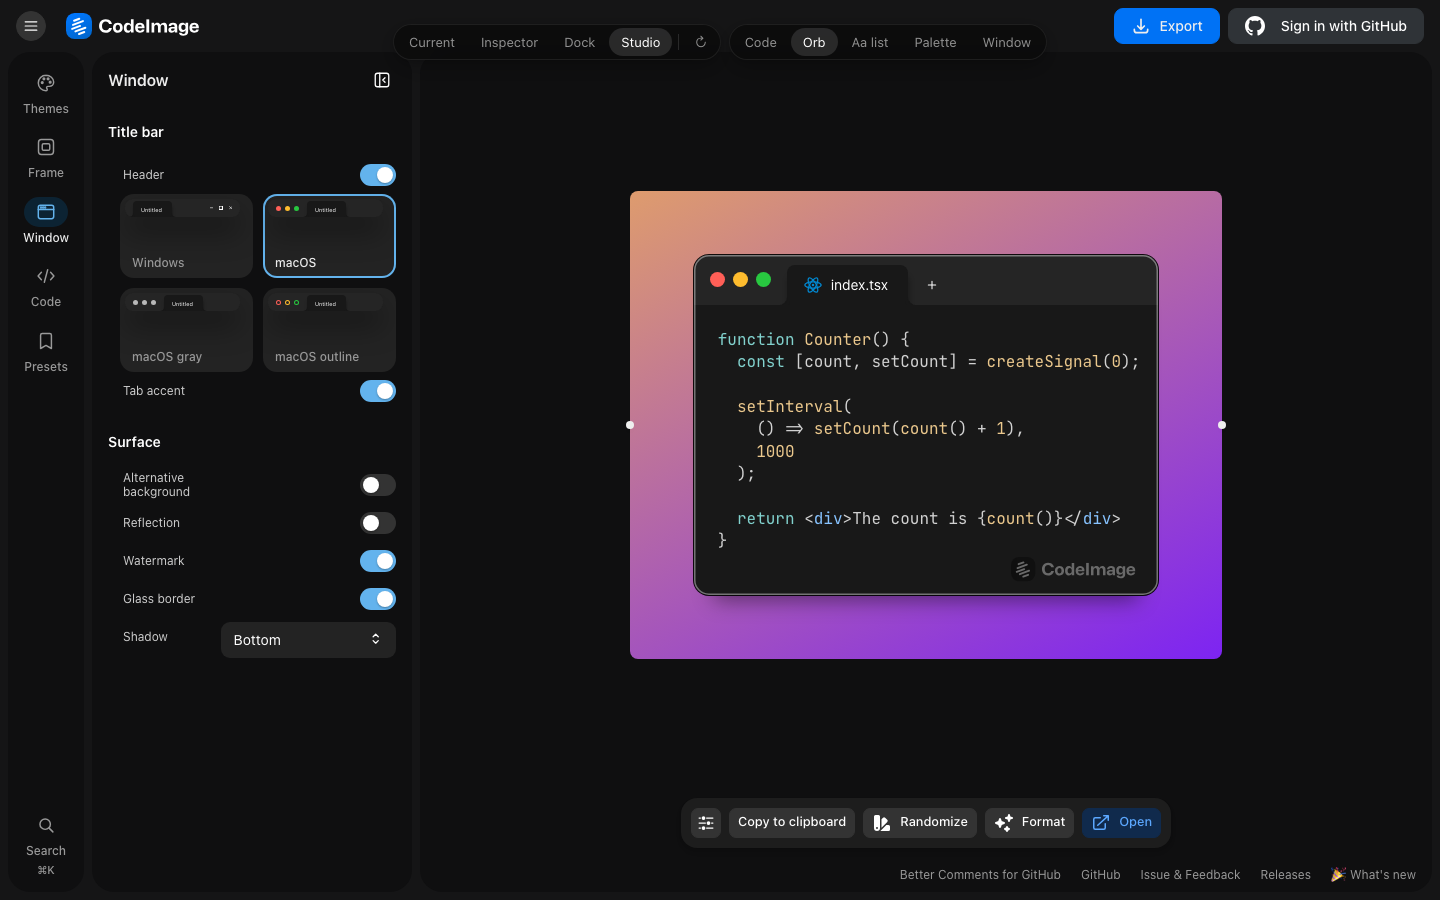 CodeImage
Current Inspector Dock Studio
Code Orb Aa list Palette Window
Export
Sign in with GitHub
Themes
Frame
Window
Code
Presets
Search
⌘K
Window
Title bar
Header
Untitled
Windows
Untitled
macOS
Untitled
macOS gray
Untitled
macOS outline
Tab accent
Surface
Alternative
background
Reflection
Watermark
Glass border
Shadow Bottom
index.tsx +
function Counter() {
  const [count, setCount] = createSignal(0);
  setInterval(
    () => setCount(count() + 1),
    1000
  );
  return <div>The count is {count()}</div>
}
CodeImage
Copy to clipboard Randomize Format Open
Better Comments for GitHub GitHub Issue & Feedback Releases 🎉 What's new